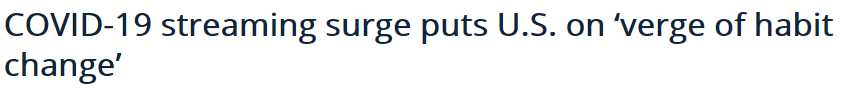 COVID-19 streaming surge puts U.S. on ‘verge of habit
change’